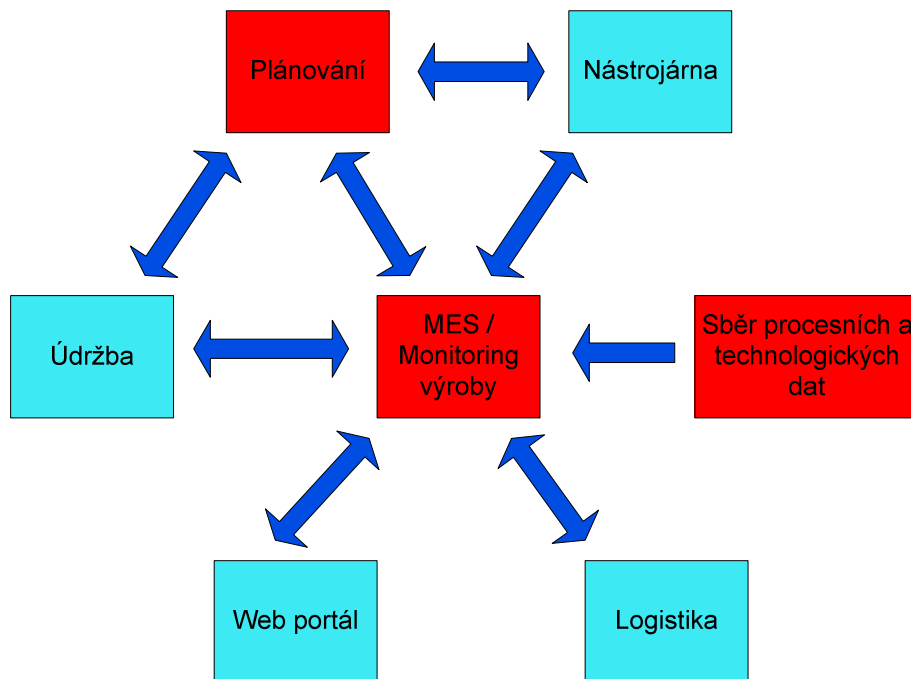 Plánování
Nástrojárna
Údržba
MES /
Monitoring
výroby
Sběr procesních a
technologických
dat
Web portál
Logistika